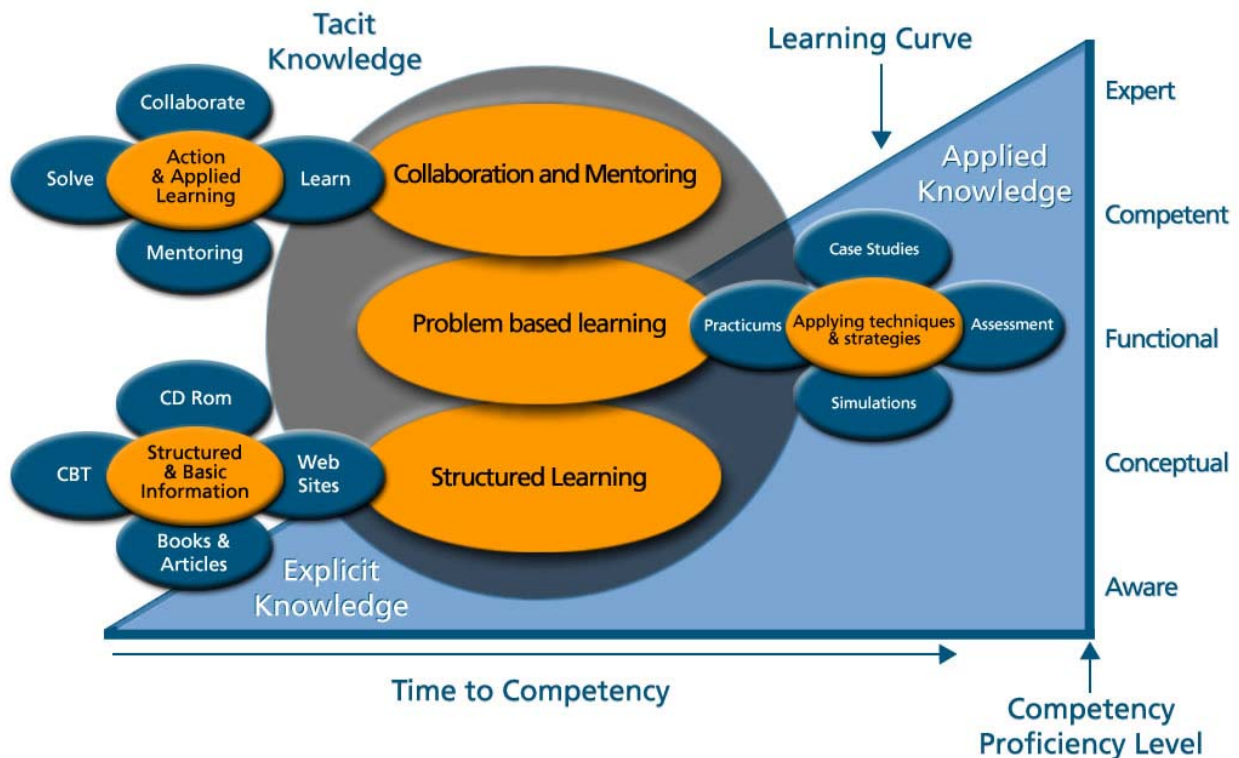 Tacit
Knowledge
Learning Curve
Collaborate
Action
& Applied
Learning
Solve
Learn
Mentoring
Collaboration and Mentoring
Problem based learning
Structured Learning
CD Rom
CBT
Structured
& Basic
Information
Web
Sites
Books &
Articles
Explicit
Knowledge
Applied
Knowledge
Case Studies
Practicums
Applying techniques
& strategies
Assessment
Simulations
Expert
Competent
Functional
Conceptual
Aware
Time to Competency
Competency
Proficiency Level